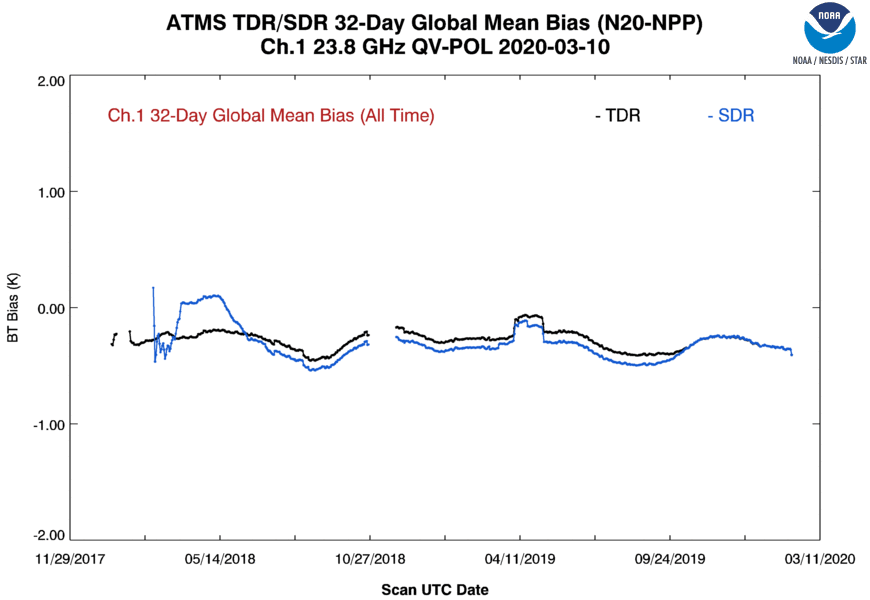 ATMS TDR/SDR 32-Day Global Mean Bias (N20-NPP)
Ch.1 23.8 GHz QV-POL 2020-03-10
NOAA
NOAA / NESDIS / STAR
2.00
Ch.1 32-Day Global Mean Bias (All Time)
- TDR
- SDR
1.00
0.00
-1.00
-2.00
BT Bias (K)
11/29/2017
05/14/2018
10/27/2018
04/11/2019
09/24/2019
03/11/2020
Scan UTC Date